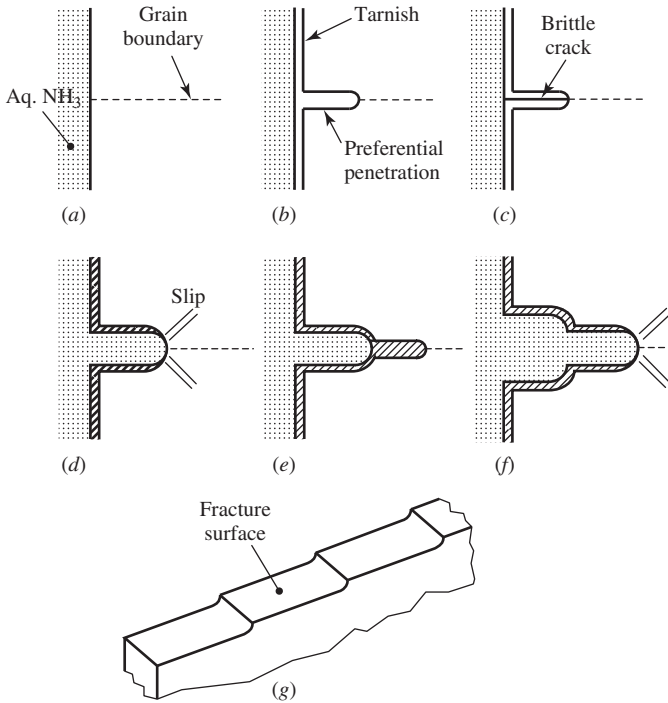 Grain
boundary
Aq. NH3
(a)
Tarnish
Preferential
penetration
(b)
Brittle
crack
(c)
Slip
(d)
(e)
(f)
Fracture
surface
(g)